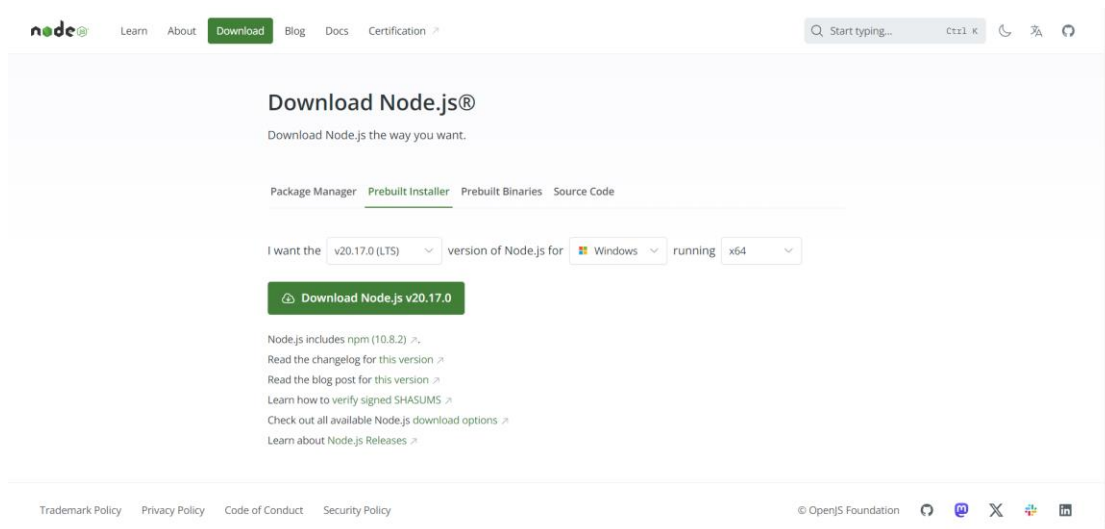 node JS Learn About Download Blog Docs Certification Start typing... Ctrl K
Download Node.js®
Download Node.js the way you want.
Package Manager Prebuilt Installer Prebuilt Binaries Source Code
I want the v20.17.0 (LTS) version of Node.js for Windows running x64
Download Node.js v20.17.0
Node.js includes npm (10.8.2).
Read the changelog for this version
Read the blog post for this version
Learn how to verify signed SHASUMS
Check out all available Node.js download options
Learn about Node.js Releases
Trademark Policy Privacy Policy Code of Conduct Security Policy © OpenJS Foundation